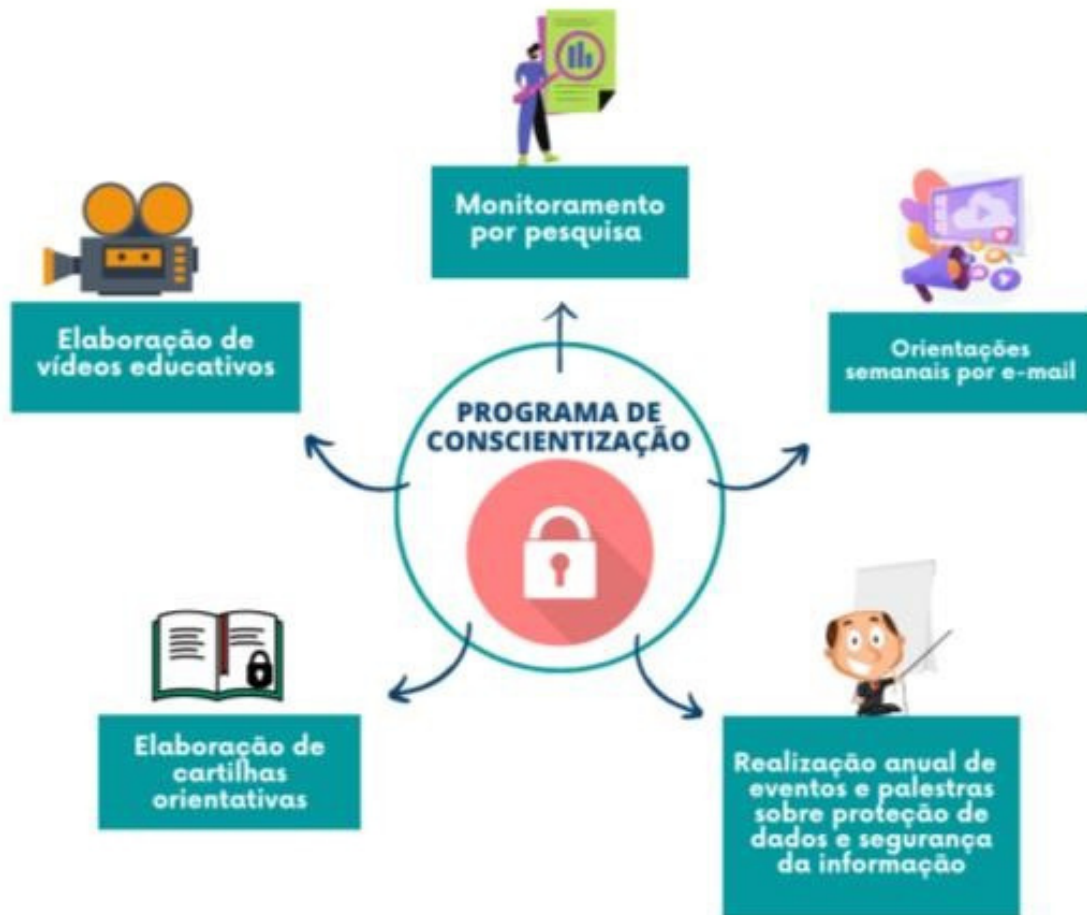 Monitoramento
por pesquisa
Elaboração de
vídeos educativos
Orientações
semanais por e-mail
PROGRAMA DE
CONSCIENTIZAÇÃO
Elaboração de
cartilhas
orientativas
Realização anual de
eventos e palestras
sobre proteção de
dados e segurança
da informação